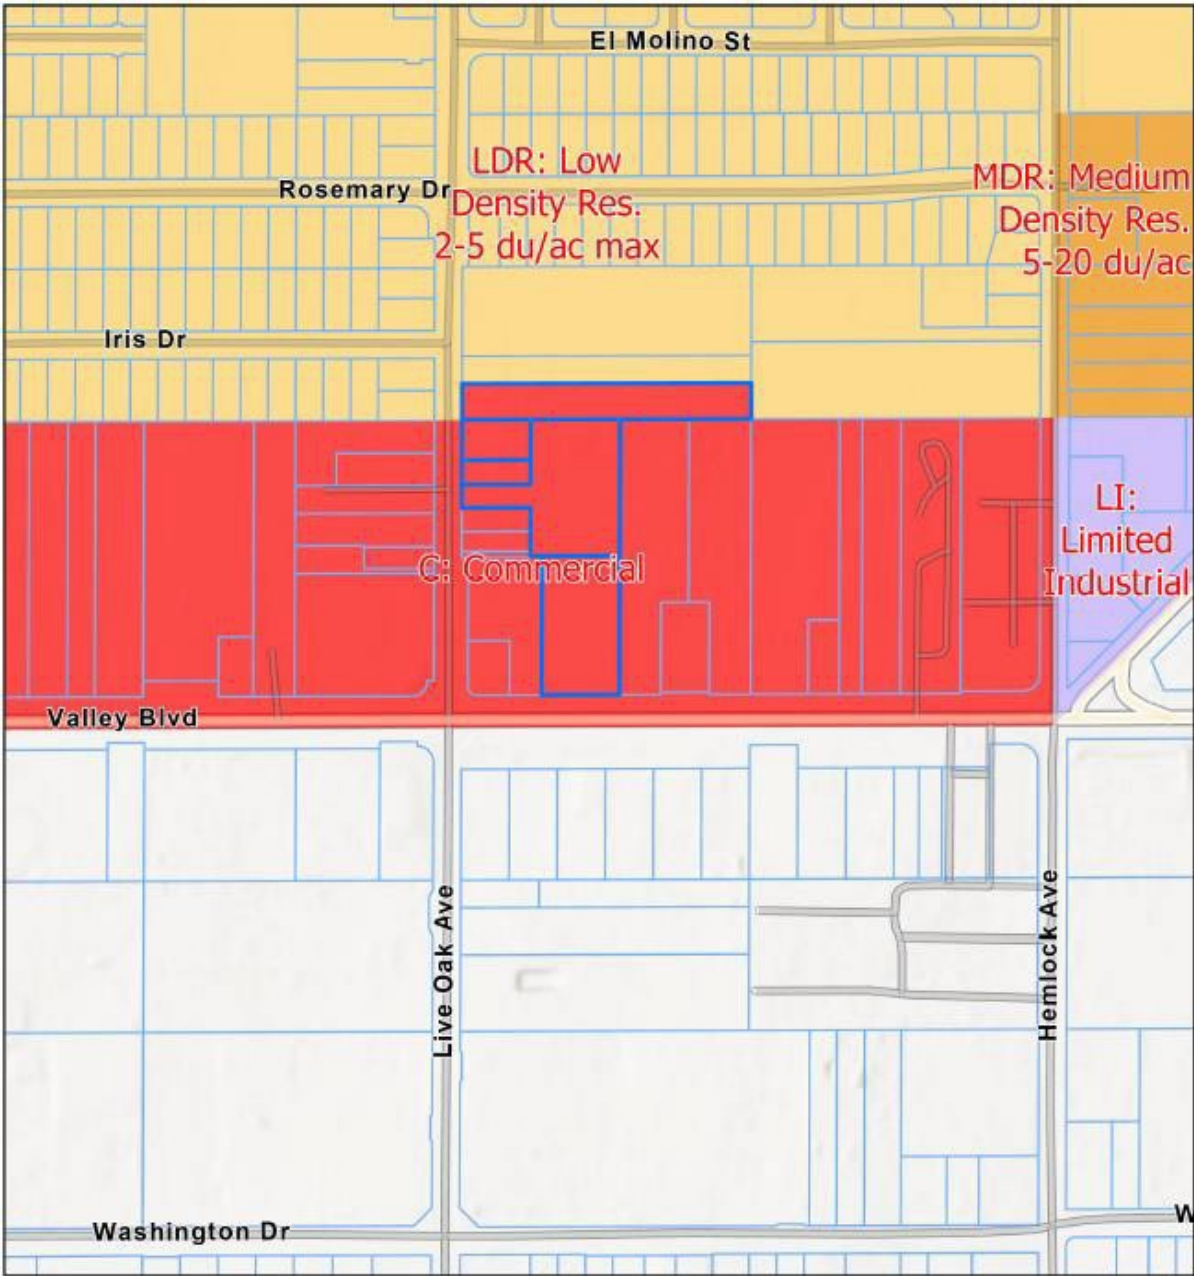 El Molino St
LDR: Low
Density Res.
2-5 du/ac max
Rosemary Dr
MDR: Medium
Density Res.
5-20 du/ac
Iris Dr
C: Commercial
LI:
Limited
Industrial
Valley Blvd
Live Oak Ave
Hemlock Ave
Washington Dr
W